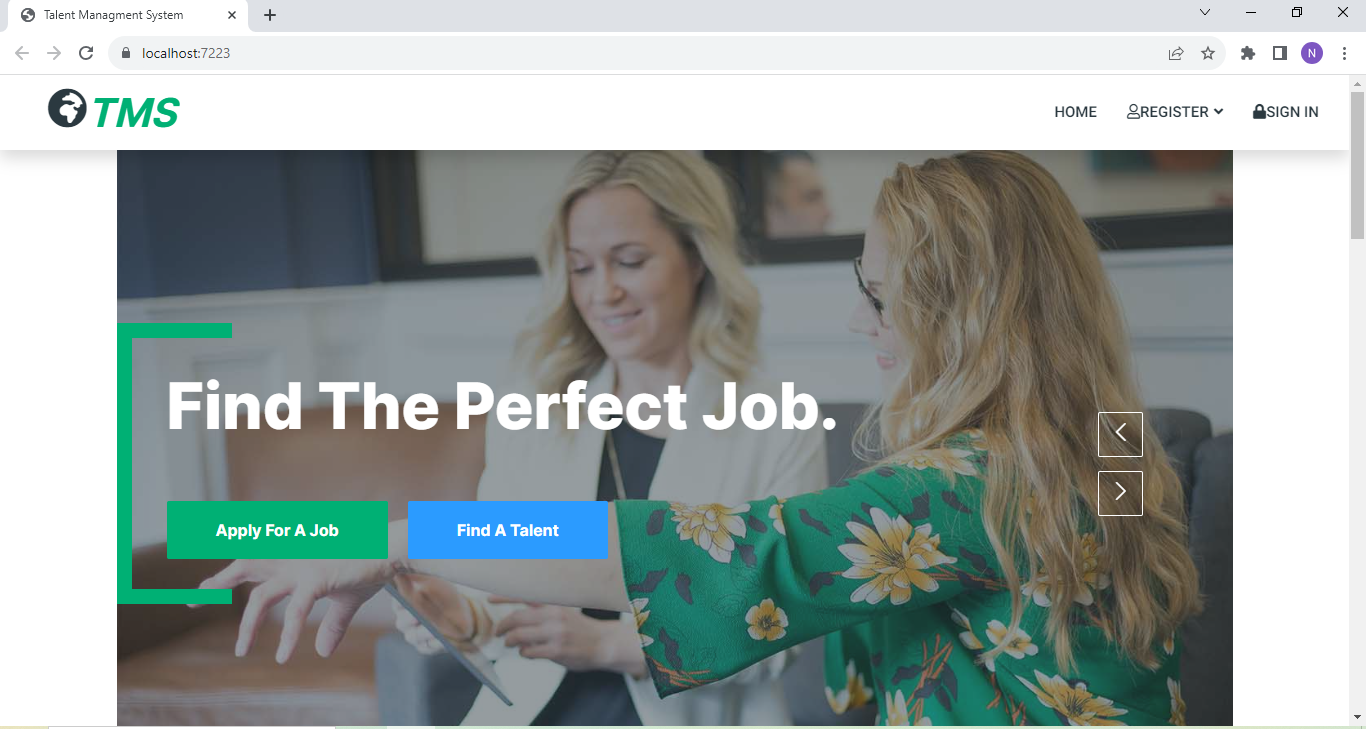 Talent Managment System
localhost:7223
N
TMS
HOME
REGISTER
SIGN IN
Find The Perfect Job.
Apply For A Job
Find A Talent